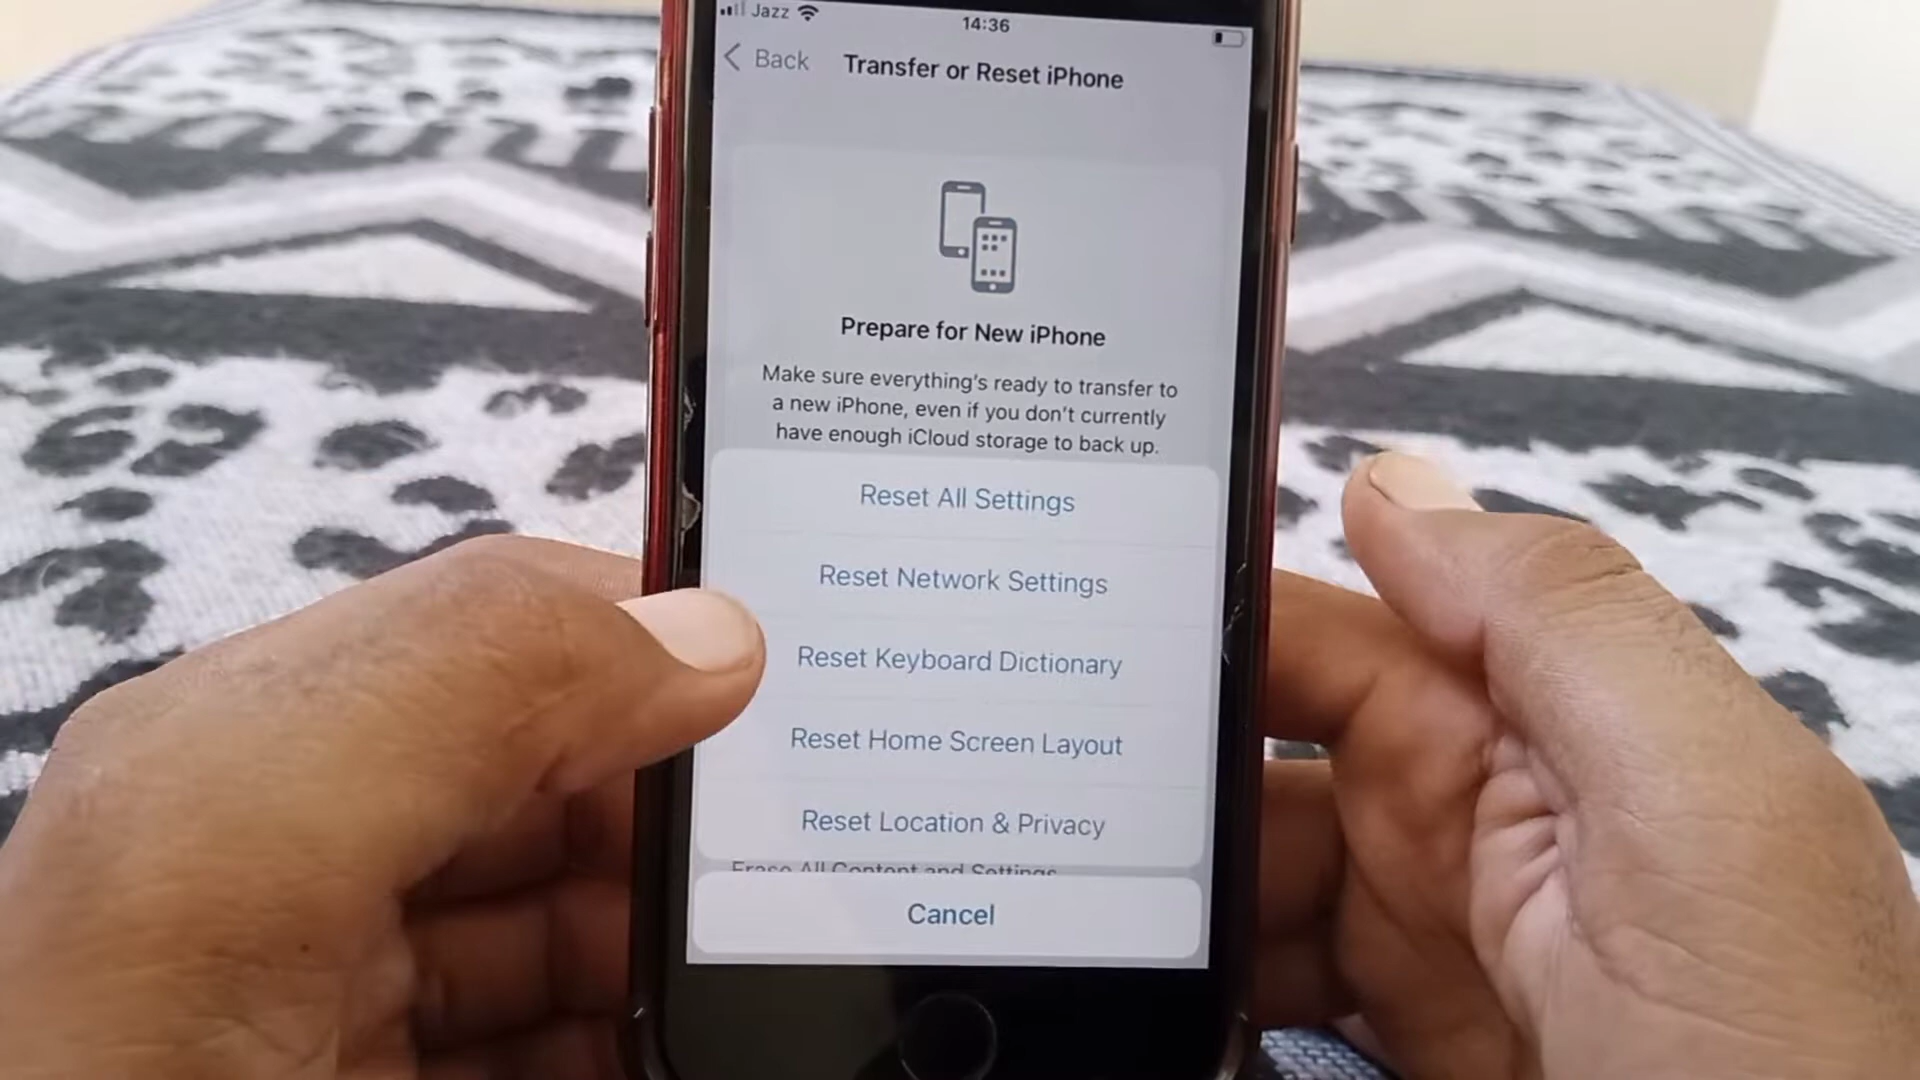 Jazz
14:36
Back
Transfer or Reset iPhone
Prepare for New iPhone
Make sure everything's ready to transfer to
a new iPhone, even if you don't currently
have enough iCloud storage to back up.
Reset All Settings
Reset Network Settings
Reset Keyboard Dictionary
Reset Home Screen Layout
Reset Location & Privacy
Erase All Content and Settings
Cancel